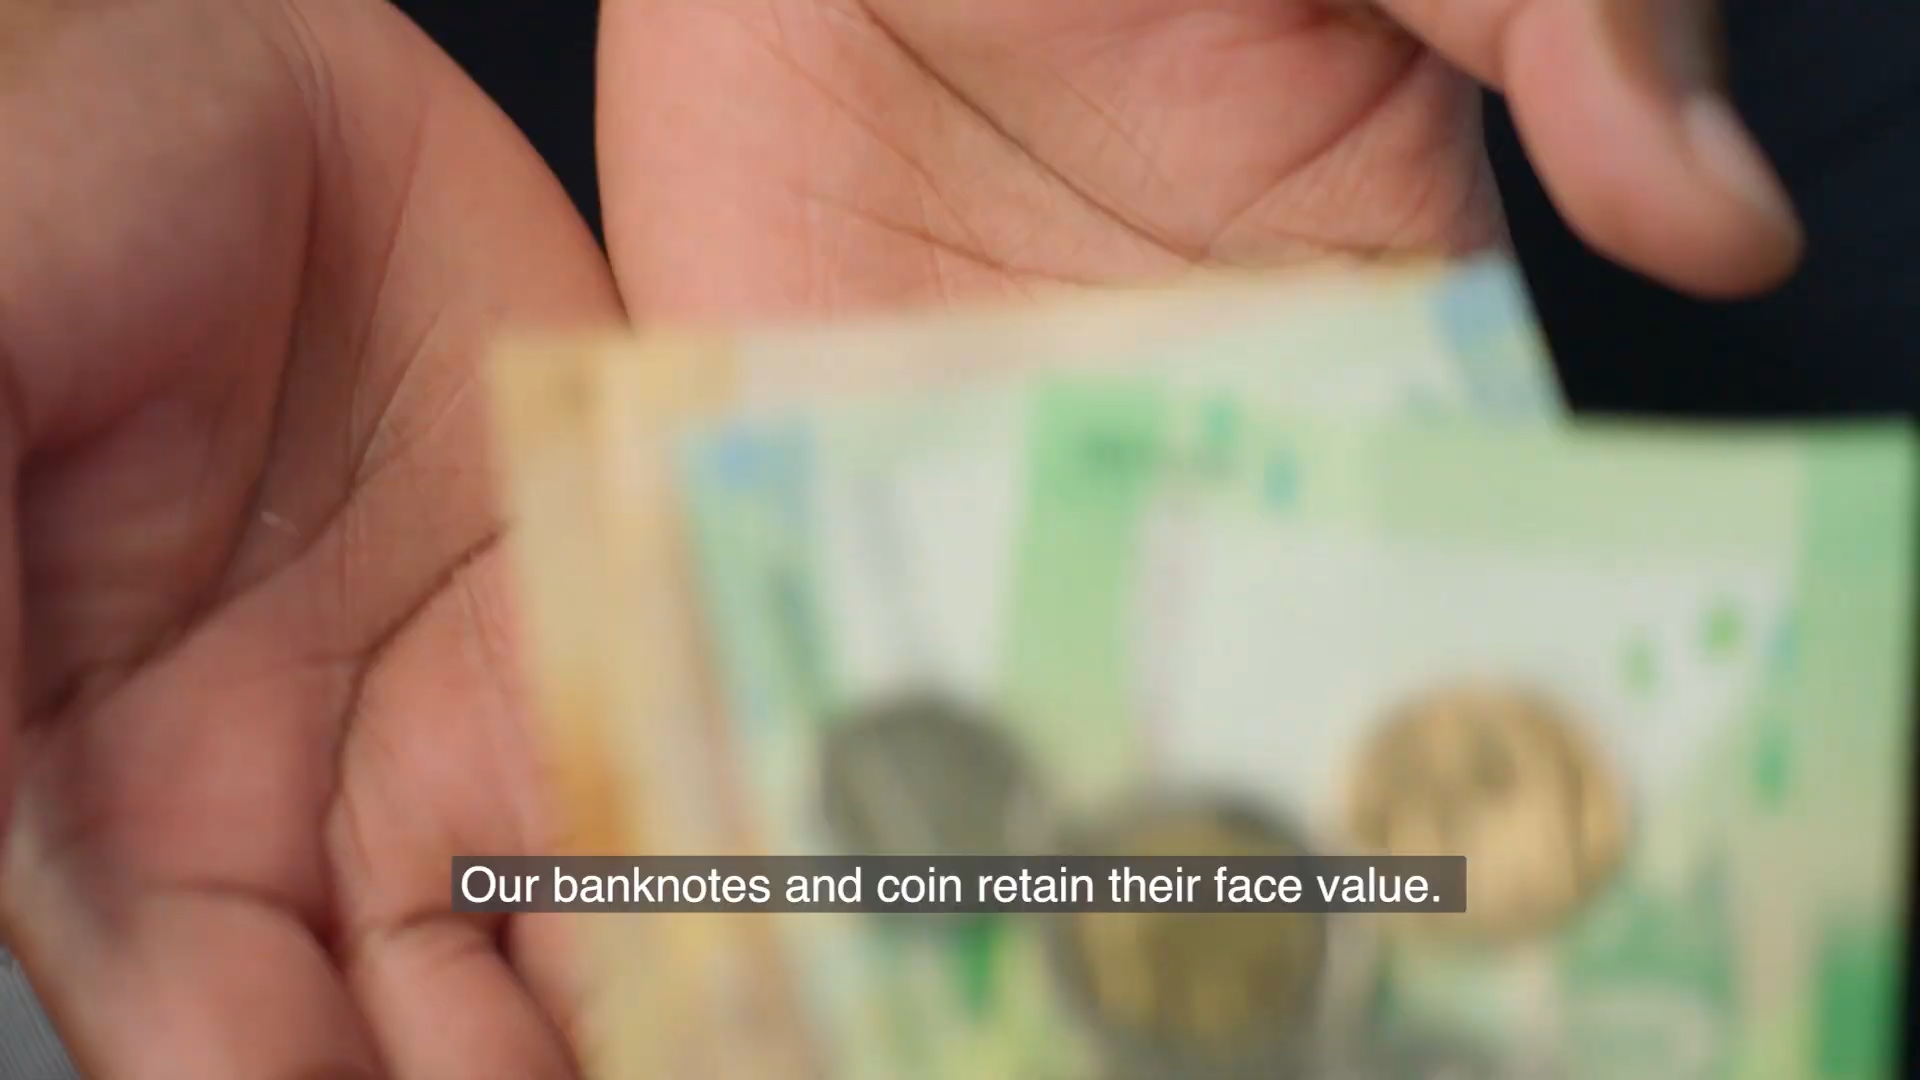 Our banknotes and coin retain their face value.